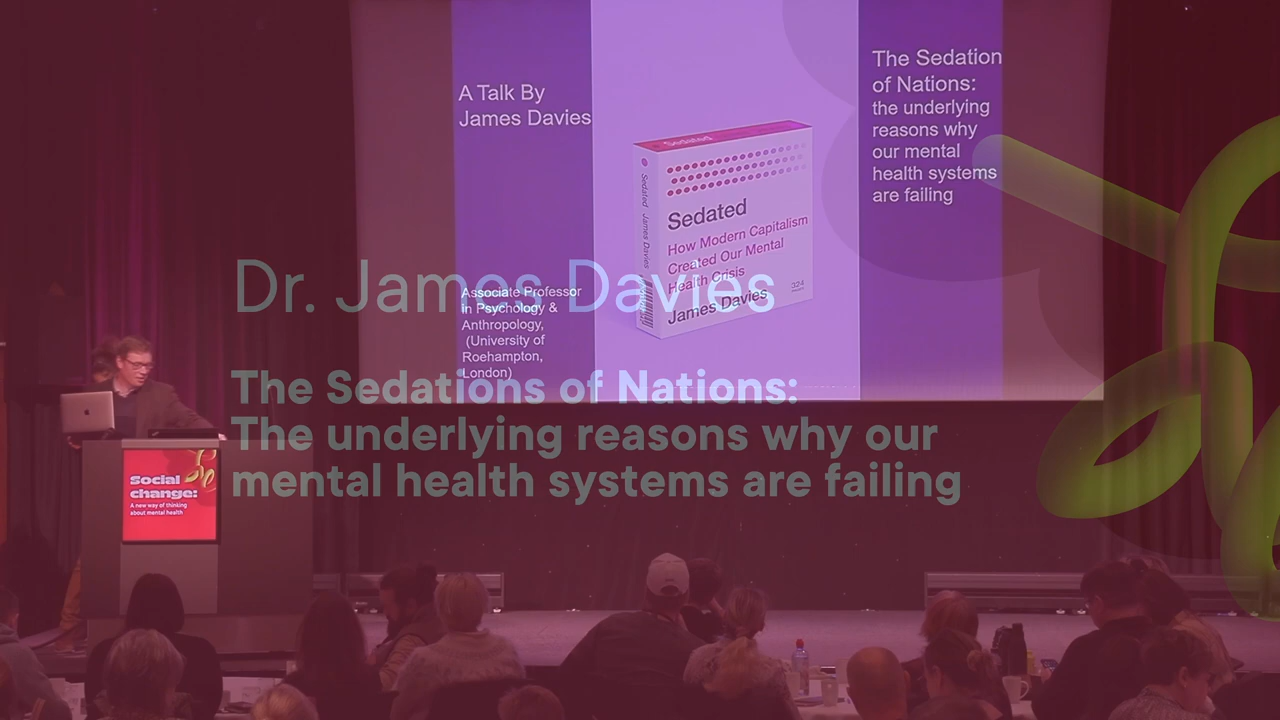 A Talk By
James Davies
Associate Professor
in Psychology &
Anthropology,
(University of
Roehampton,
London)
Sedated
Sedated James Davies
Sedated
How Modern Capitalism
Created Our Mental
Health Crisis
James Davies
The Sedation
of Nations:
the underlying
reasons why
our mental
health systems
are failing
Dr. James Davies
The Sedations of Nations:
The underlying reasons why our
mental health systems are failing
Social
change:
A new way of thinking
about mental health